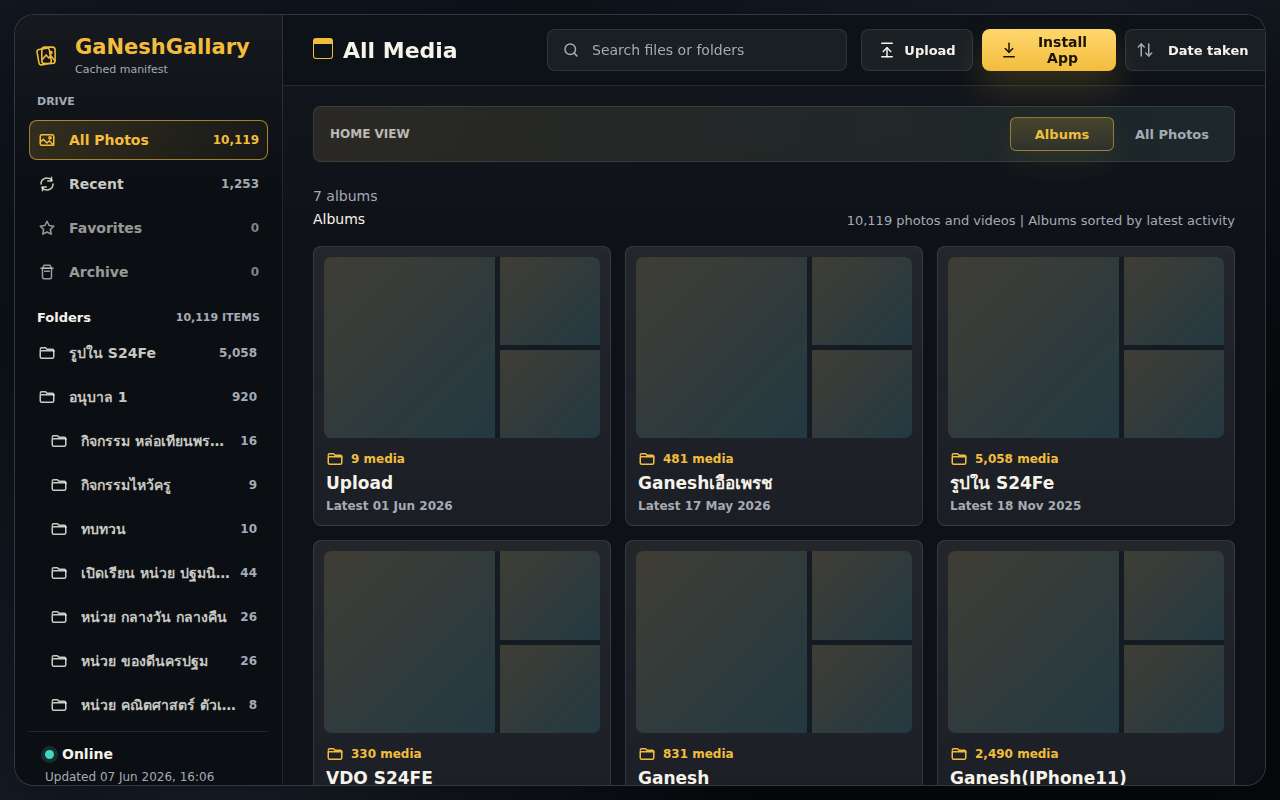 GaNeshGallary
Cached manifest
DRIVE
All Photos 10,119
Recent 1,253
Favorites 0
Archive 0
Folders 10,119 ITEMS
รูปใน S24Fe 5,058
อนุบาล 1 920
กิจกรรม หล่อเทียนพร... 16
กิจกรรมไหว้ครู 9
ทบทวน 10
เปิดเรียน หน่วย ปฐมนิ... 44
หน่วย กลางวัน กลางคืน 26
หน่วย ของดีนครปฐม 26
หน่วย คณิตศาสตร์ ตัวเ... 8
Online
Updated 07 Jun 2026, 16:06
All Media
Search files or folders
Upload
Install App
Date taken
HOME VIEW
Albums
All Photos
7 albums
Albums
10,119 photos and videos | Albums sorted by latest activity
9 media
Upload
Latest 01 Jun 2026
481 media
Ganeshเอือเพรช
Latest 17 May 2026
5,058 media
รูปใน S24Fe
Latest 18 Nov 2025
330 media
VDO S24FE
831 media
Ganesh
2,490 media
Ganesh(IPhone11)